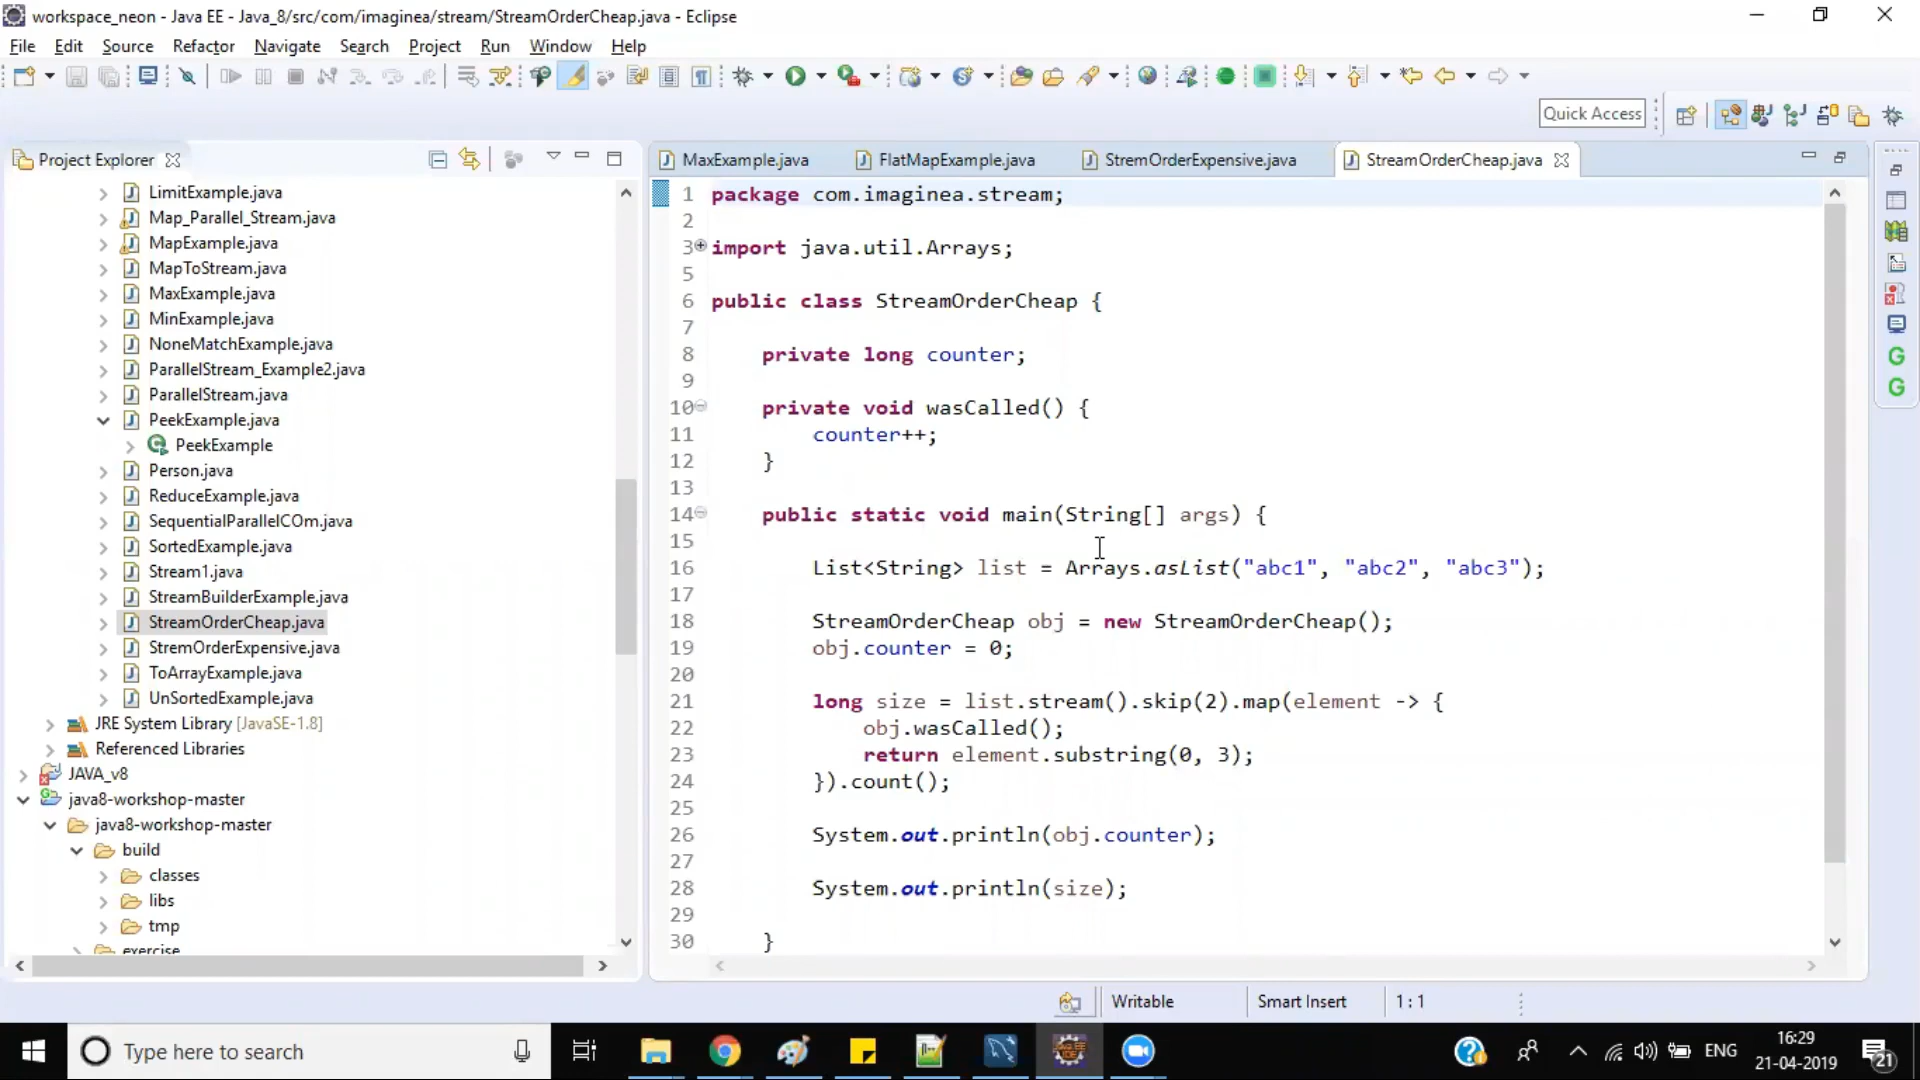 workspace_neon - Java EE - Java_8/src/com/imaginea/stream/StreamOrderCheap.java - Eclipse
File Edit Source Refactor Navigate Search Project Run Window Help
Quick Access
Project Explorer
MaxExample.java FlatMapExample.java StremOrderExpensive.java StreamOrderCheap.java
LimitExample.java
Map_Parallel_Stream.java
MapExample.java
MapToStream.java
MaxExample.java
MinExample.java
NoneMatchExample.java
ParallelStream_Example2.java
ParallelStream.java
PeekExample.java
PeekExample
Person.java
ReduceExample.java
SequentialParallelCOm.java
SortedExample.java
Stream1.java
StreamBuilderExample.java
StreamOrderCheap.java
StremOrderExpensive.java
ToArrayExample.java
UnSortedExample.java
JRE System Library [JavaSE-1.8]
Referenced Libraries
JAVA_v8
java8-workshop-master
java8-workshop-master
build
classes
libs
tmp
exercise
1 package com.imaginea.stream;
2
3 import java.util.Arrays;
5
6 public class StreamOrderCheap {
7
8 private long counter;
9
10 private void wasCalled() {
11 counter++;
12 }
13
14 public static void main(String[] args) {
15
16 List<String> list = Arrays.asList("abc1", "abc2", "abc3");
17
18 StreamOrderCheap obj = new StreamOrderCheap();
19 obj.counter = 0;
20
21 long size = list.stream().skip(2).map(element -> {
22 obj.wasCalled();
23 return element.substring(0, 3);
24 }).count();
25
26 System.out.println(obj.counter);
27
28 System.out.println(size);
29
30 }
Writable Smart Insert 1 : 1
Type here to search
ENG
16:29
21-04-2019
21